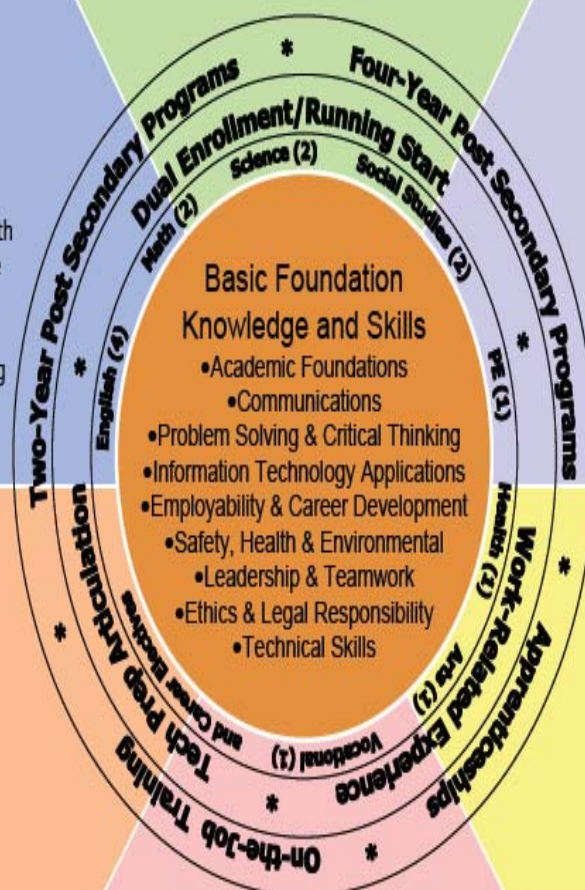 Two-Year Post Secondary Programs
*
Four-Year Post Secondary Programs
*
Apprenticeships
*
On-the-Job Training
*
Dual Enrollment/Running Start
*
Work-Related Experience
*
Tech Prep Articulation
*
English (4)
Math (2)
Science (2)
Social Studies (2)
PE (1)
Health (1)
Arts (1)
Vocational (1)
and Career Electives
Basic Foundation
Knowledge and Skills
•Academic Foundations
•Communications
•Problem Solving & Critical Thinking
•Information Technology Applications
•Employability & Career Development
•Safety, Health & Environmental
•Leadership & Teamwork
•Ethics & Legal Responsibility
•Technical Skills